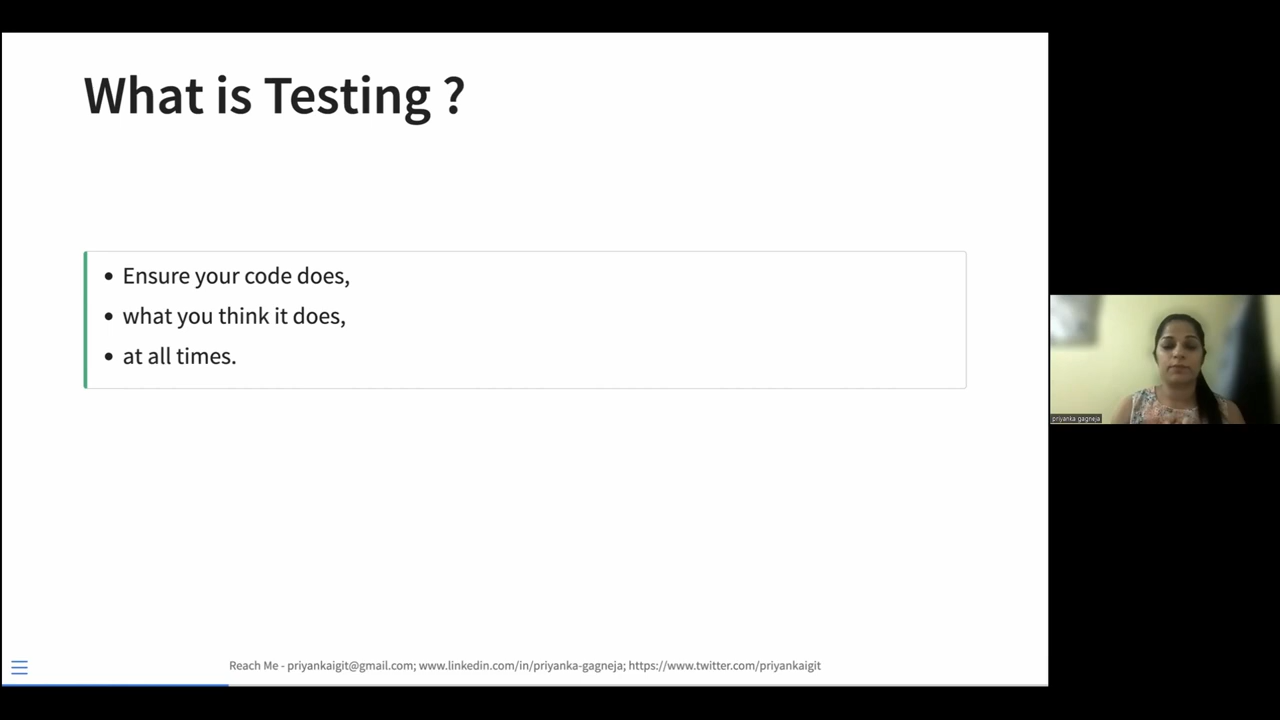 What is Testing ?
• Ensure your code does,
• what you think it does,
• at all times.
priyanka gagneja
Reach Me - priyankaigit@gmail.com; www.linkedin.com/in/priyanka-gagneja; https://www.twitter.com/priyankaigit